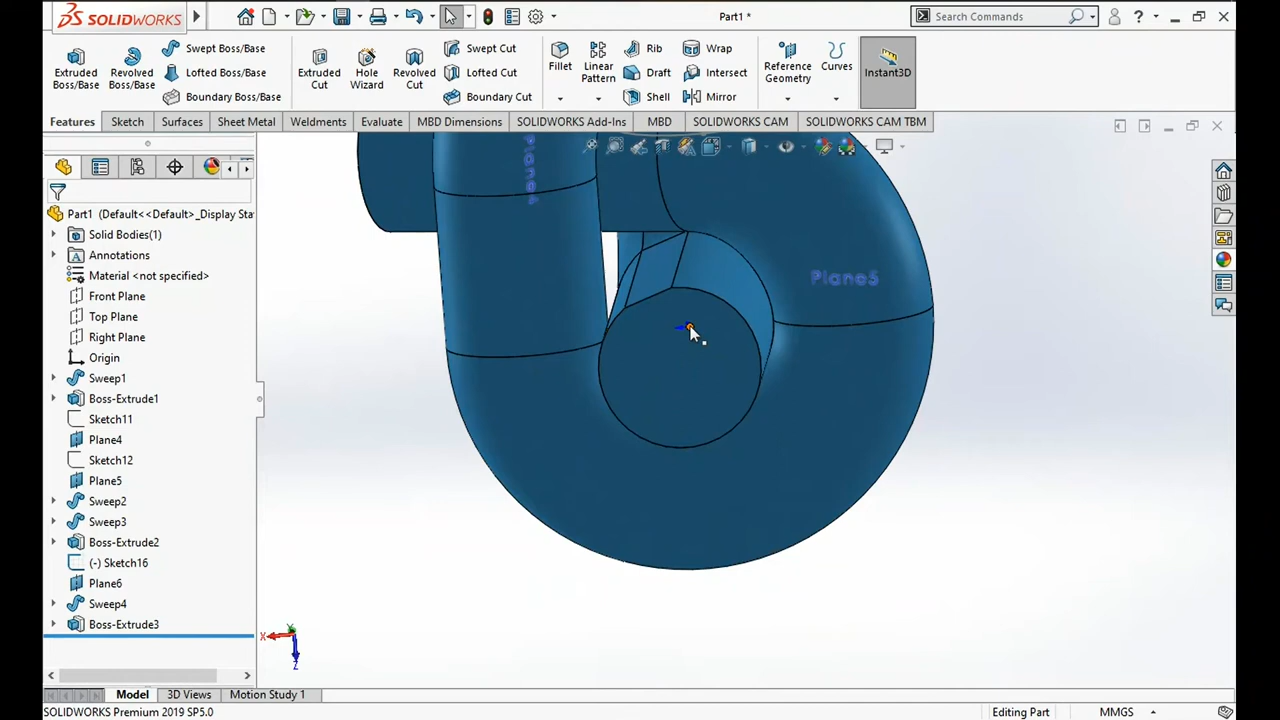 SOLIDWORKS
Part1 *
Search Commands
?
Extruded Boss/Base
Revolved Boss/Base
Swept Boss/Base
Lofted Boss/Base
Boundary Boss/Base
Extruded Cut
Hole Wizard
Revolved Cut
Swept Cut
Lofted Cut
Boundary Cut
Fillet
Linear Pattern
Rib
Draft
Shell
Wrap
Intersect
Mirror
Reference Geometry
Curves
Instant3D
Features Sketch Surfaces Sheet Metal Weldments Evaluate MBD Dimensions SOLIDWORKS Add-Ins MBD SOLIDWORKS CAM SOLIDWORKS CAM TBM
Part1 (Default<<Default>_Display Sta
Solid Bodies(1)
Annotations
Material <not specified>
Front Plane
Top Plane
Right Plane
Origin
Sweep1
Boss-Extrude1
Sketch11
Plane4
Sketch12
Plane5
Sweep2
Sweep3
Boss-Extrude2
(-) Sketch16
Plane6
Sweep4
Boss-Extrude3
Plane4
Plane5
Y
X
Z
Model 3D Views Motion Study 1
SOLIDWORKS Premium 2019 SP5.0 Editing Part MMGS